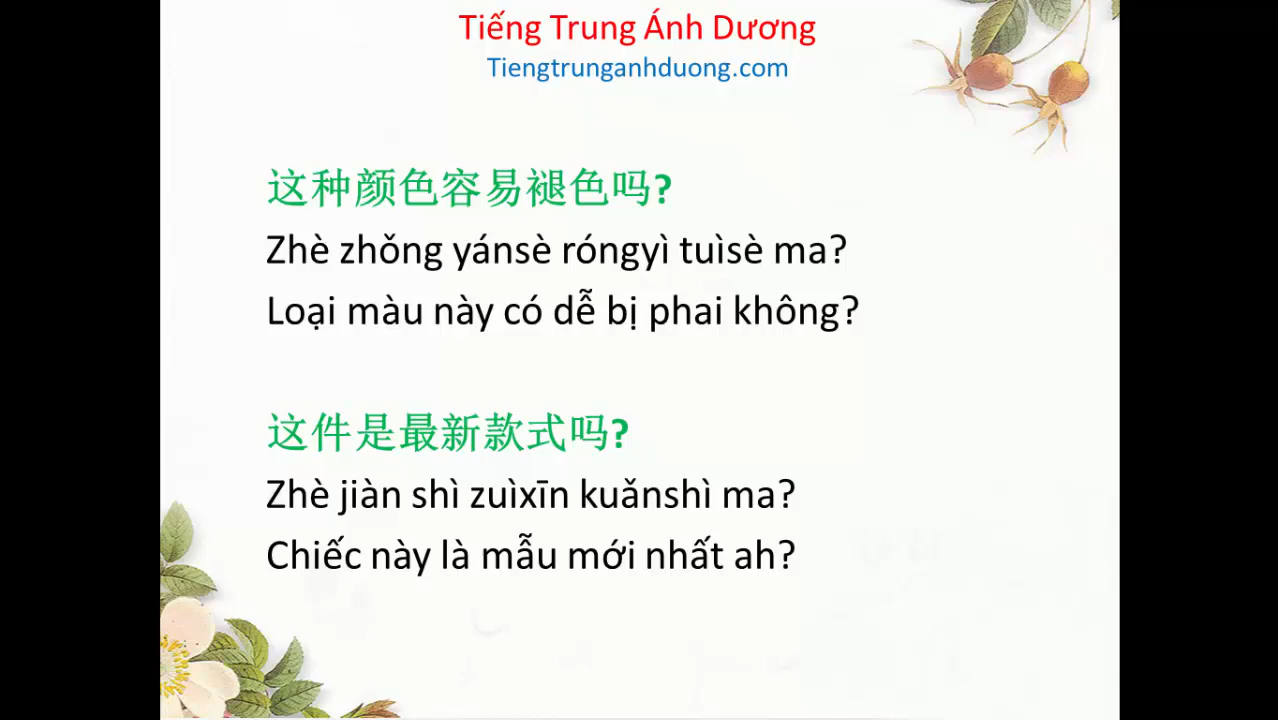 Tiếng Trung Ánh Dương
Tiengtrunganhduong.com
这种颜色容易褪色吗?
Zhè zhǒng yánsè róngyì tuìsè ma?
Loại màu này có dễ bị phai không?
这件是最新款式吗?
Zhè jiàn shì zuìxīn kuǎnshì ma?
Chiếc này là mẫu mới nhất ah?